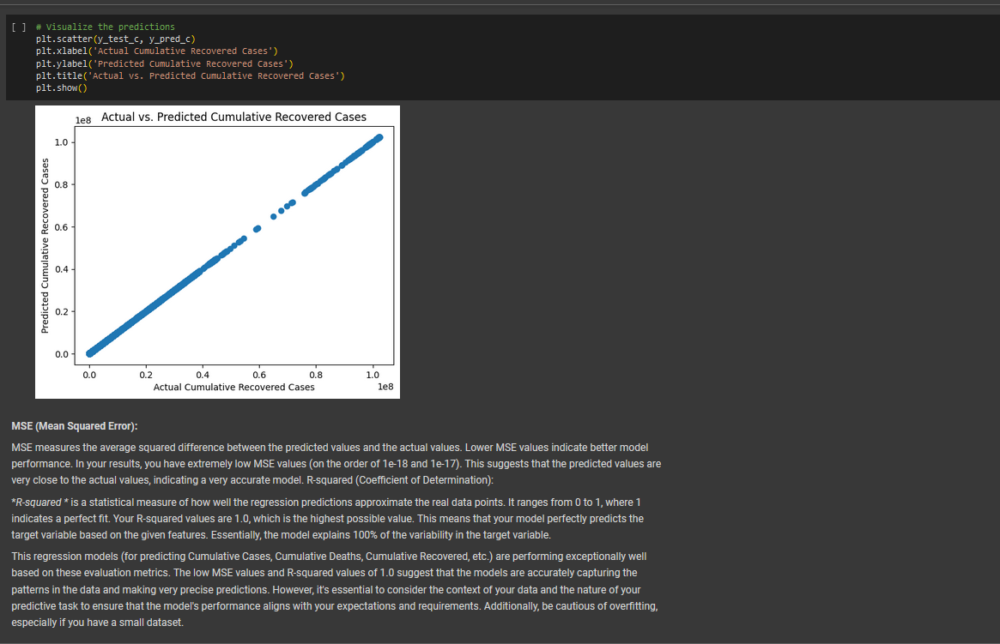 [ ] # Visualize the predictions
plt.scatter(y_test_c, y_pred_c)
plt.xlabel('Actual Cumulative Recovered Cases')
plt.ylabel('Predicted Cumulative Recovered Cases')
plt.title('Actual vs. Predicted Cumulative Recovered Cases')
plt.show()
1e8 Actual vs. Predicted Cumulative Recovered Cases
Predicted Cumulative Recovered Cases
1.0
0.8
0.6
0.4
0.2
0.0
0.0 0.2 0.4 0.6 0.8 1.0
Actual Cumulative Recovered Cases 1e8
MSE (Mean Squared Error):
MSE measures the average squared difference between the predicted values and the actual values. Lower MSE values indicate better model
performance. In your results, you have extremely low MSE values (on the order of 1e-18 and 1e-17). This suggests that the predicted values are
very close to the actual values, indicating a very accurate model. R-squared (Coefficient of Determination):
*R-squared * is a statistical measure of how well the regression predictions approximate the real data points. It ranges from 0 to 1, where 1
indicates a perfect fit. Your R-squared values are 1.0, which is the highest possible value. This means that your model perfectly predicts the
target variable based on the given features. Essentially, the model explains 100% of the variability in the target variable.
This regression models (for predicting Cumulative Cases, Cumulative Deaths, Cumulative Recovered, etc.) are performing exceptionally well
based on these evaluation metrics. The low MSE values and R-squared values of 1.0 suggest that the models are accurately capturing the
patterns in the data and making very precise predictions. However, it's essential to consider the context of your data and the nature of your
predictive task to ensure that the model's performance aligns with your expectations and requirements. Additionally, be cautious of overfitting,
especially if you have a small dataset.